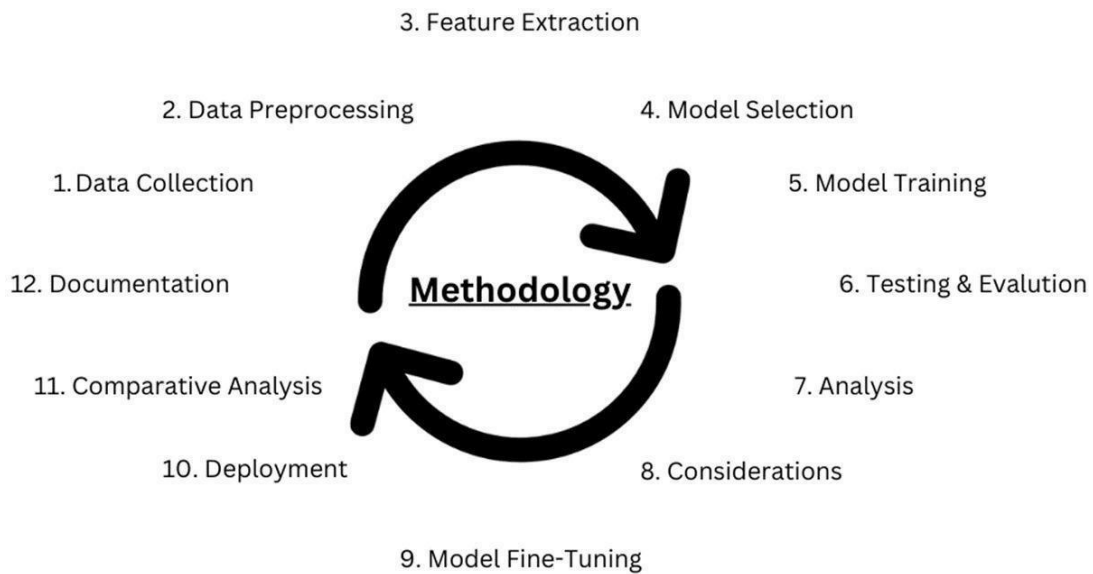 3. Feature Extraction
2. Data Preprocessing
4. Model Selection
1. Data Collection
5. Model Training
Methodology
12. Documentation
6. Testing & Evalution
11. Comparative Analysis
7. Analysis
10. Deployment
8. Considerations
9. Model Fine-Tuning